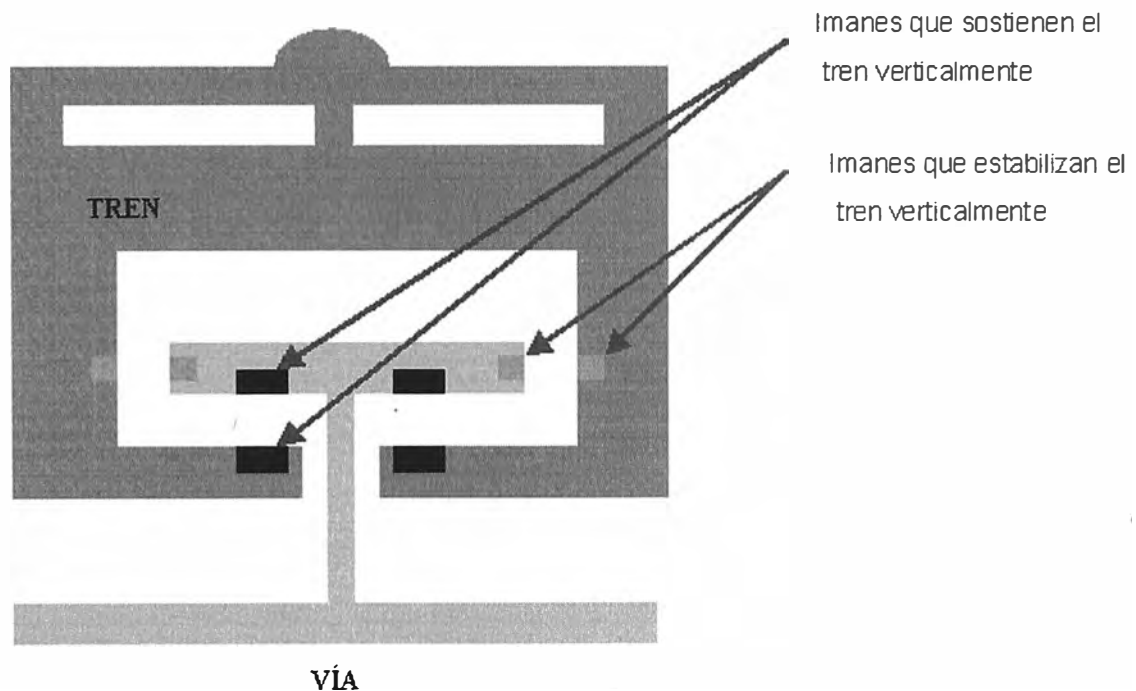 Imanes que sostienen el
tren verticalmente
Imanes que estabilizan el
tren verticalmente
TREN
VÍA